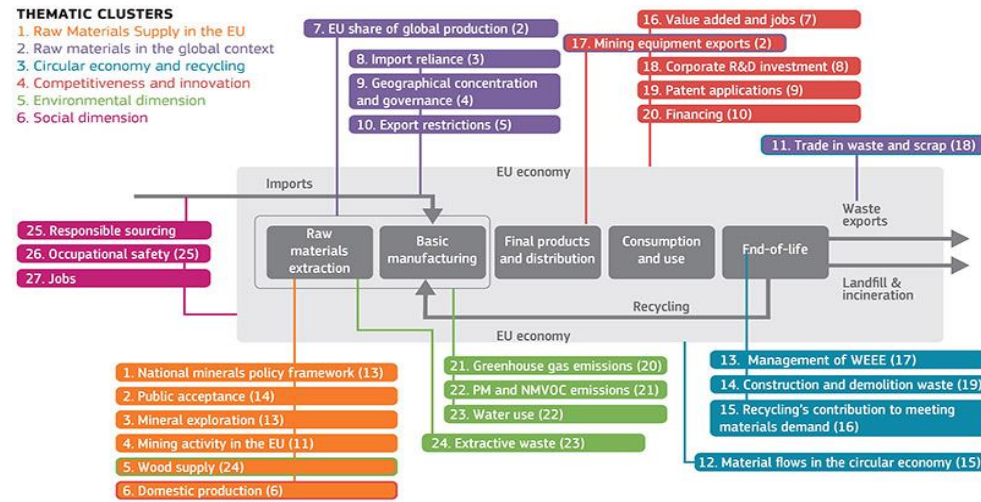 THEMATIC CLUSTERS
1. Raw Materials Supply in the EU
2. Raw materials in the global context
3. Circular economy and recycling
4. Competitiveness and innovation
5. Environmental dimension
6. Social dimension
7. EU share of global production (2)
8. Import reliance (3)
9. Geographical concentration
and governance (4)
10. Export restrictions (5)
16. Value added and jobs (7)
17. Mining equipment exports (2)
18. Corporate R&D investment (8)
19. Patent applications (9)
20. Financing (10)
11. Trade in waste and scrap (18)
EU economy
Imports
Waste
exports
25. Responsible sourcing
26. Occupational safety (25)
27. Jobs
Raw
materials
extraction
Basic
manufacturing
Final products
and distribution
Consumption
and use
End-of-life
Landfill &
incineration
Recycling
EU economy
1. National minerals policy framework (13)
2. Public acceptance (14)
3. Mineral exploration (13)
4. Mining activity in the EU (11)
5. Wood supply (24)
6. Domestic production (6)
21. Greenhouse gas emissions (20)
22. PM and NMVOC emissions (21)
23. Water use (22)
24. Extractive waste (23)
13. Management of WEEE (17)
14. Construction and demolition waste (19)
15. Recycling's contribution to meeting
materials demand (16)
12. Material flows in the circular economy (15)